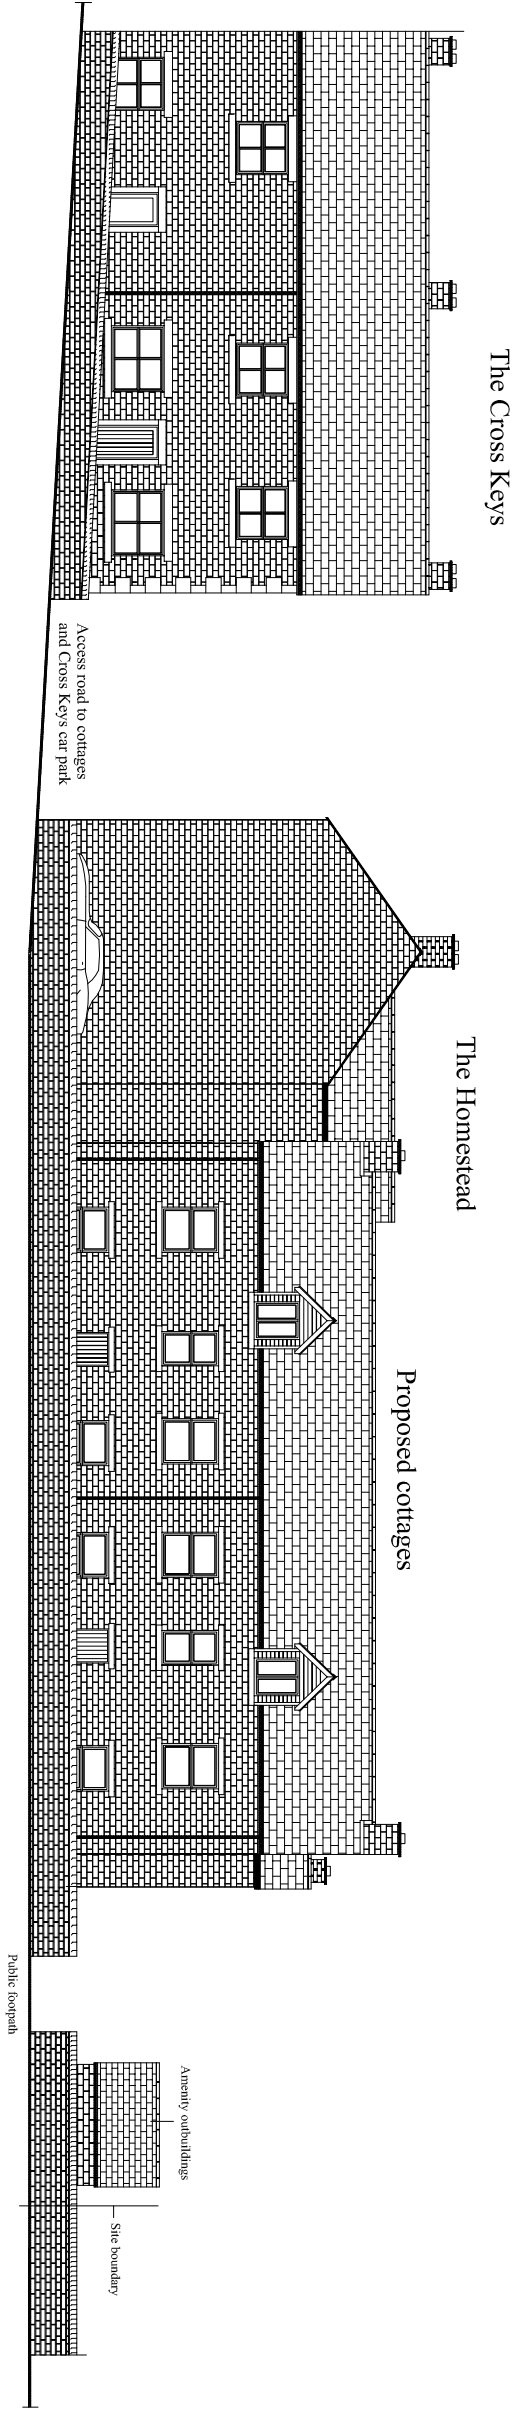 The Cross Keys
Access road to cottages
and Cross Keys car park
The Homestead
Proposed cottages
Public footpath
Amenity outbuildings
Site boundary